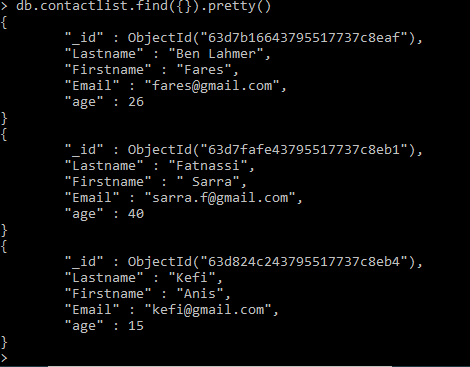 > db.contactlist.find({}).pretty()
{
"_id" : ObjectId("63d7b16643795517737c8eaf"),
"Lastname" : "Ben Lahmer",
"Firstname" : "Fares",
"Email" : "fares@gmail.com",
"age" : 26
}
{
"_id" : ObjectId("63d7fafe43795517737c8eb1"),
"Lastname" : "Fatnassi",
"Firstname" : " Sarra",
"Email" : "sarra.f@gmail.com",
"age" : 40
}
{
"_id" : ObjectId("63d824c243795517737c8eb4"),
"Lastname" : "Kefi",
"Firstname" : "Anis",
"Email" : "kefi@gmail.com",
"age" : 15
}
>